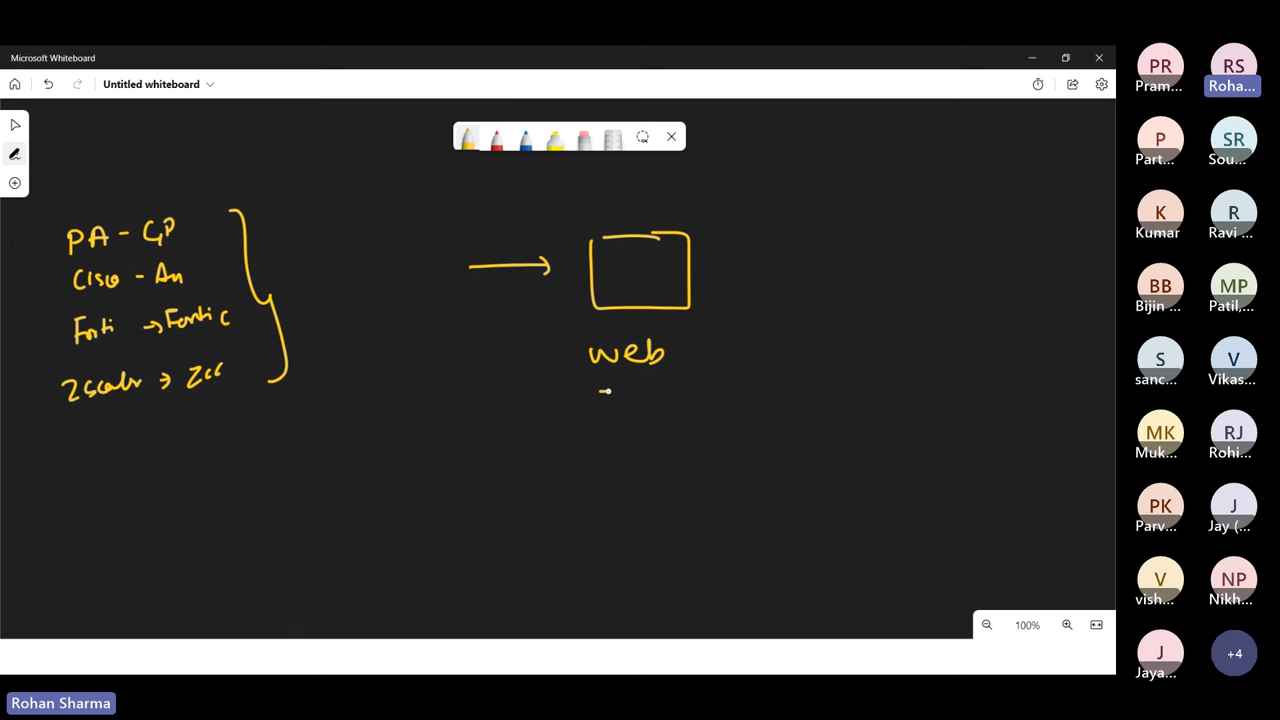 Microsoft Whiteboard
Untitled whiteboard
PA - GP
Cisco - An
Forti → Forti C
Zscaler → Zcc
web
100%
PR
Pram...
RS
Roha...
P
Part...
SR
Sou...
K
Kumar
R
Ravi ...
BB
Bijin ...
MP
Patil,...
S
sanc...
V
Vikas...
MK
Muk...
RJ
Rohi...
PK
Parv...
J
Jay (...
V
vish...
NP
Nikh...
J
Jaya...
+4
Rohan Sharma